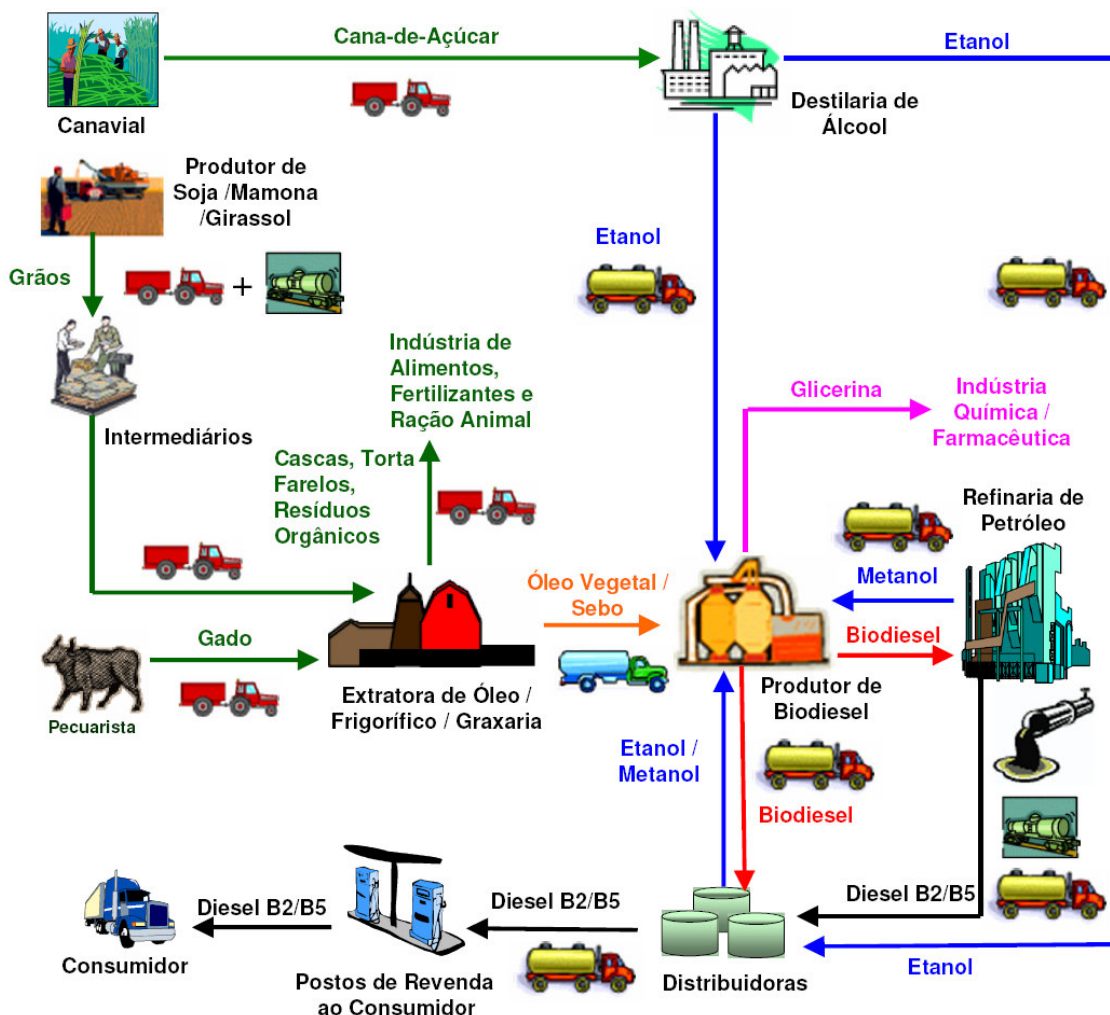 Cana-de-Açúcar
Etanol
Canavial
Destilaria de
Álcool
Produtor de
Soja /Mamona
/Girassol
Etanol
Grãos
+
Indústria de
Alimentos,
Fertilizantes e
Ração Animal
Glicerina
Indústria
Química /
Farmacêutica
Intermediários
Cascas, Torta
Farelos,
Resíduos
Orgânicos
Refinaria de
Petróleo
Metanol
Óleo Vegetal /
Sebo
Gado
Biodiesel
Pecuarista
Extratora de Óleo /
Frigorífico / Graxaria
Produtor de
Biodiesel
Etanol /
Metanol
Biodiesel
Diesel B2/B5
Diesel B2/B5
Diesel B2/B5
Consumidor
Postos de Revenda
ao Consumidor
Distribuidoras
Etanol